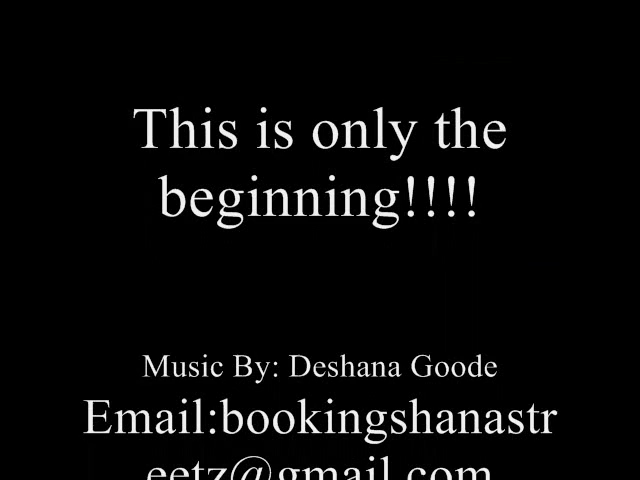 This is only the
beginning!!!!
Music By: Deshana Goode
Email:bookingshanastr
eetz@gmail.com